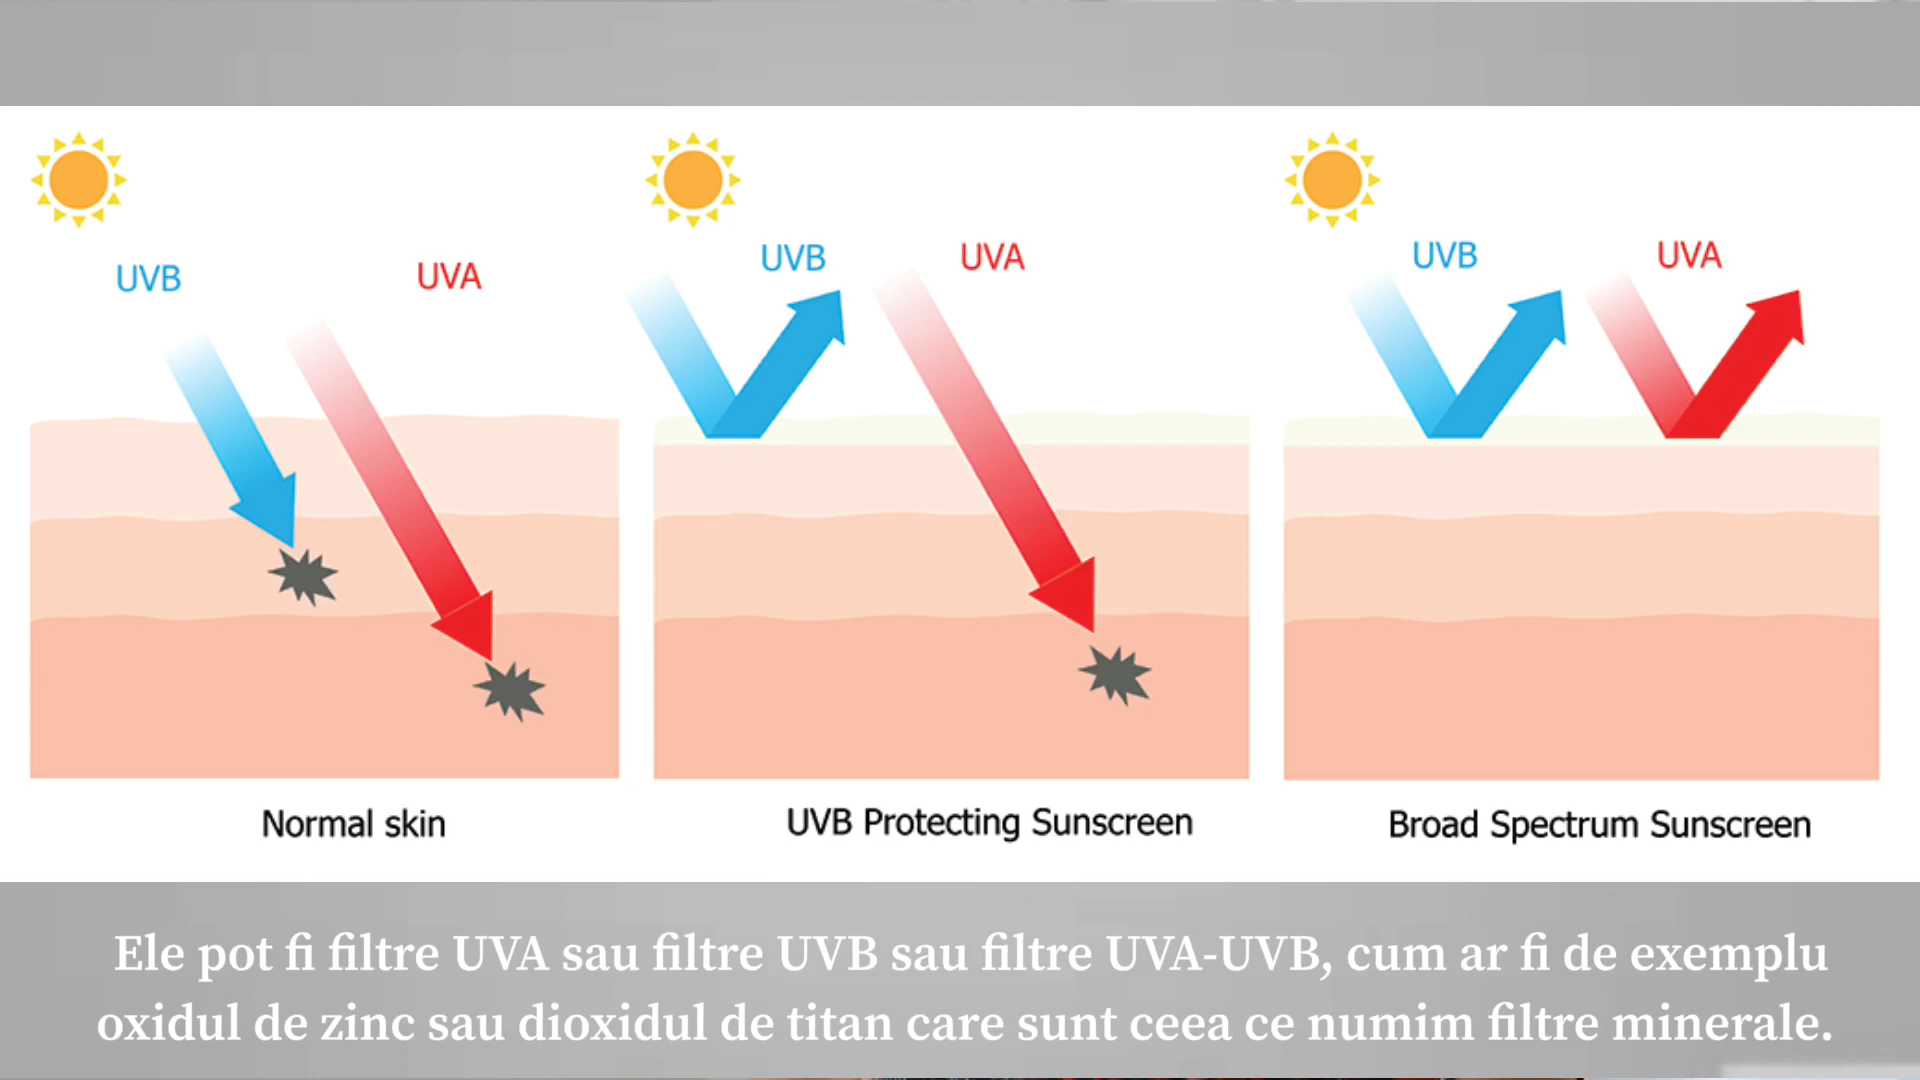 UVB
UVA
UVB
UVA
UVB
UVA
Normal skin
UVB Protecting Sunscreen
Broad Spectrum Sunscreen
Ele pot fi filtre UVA sau filtre UVB sau filtre UVA-UVB, cum ar fi de exemplu
oxidul de zinc sau dioxidul de titan care sunt ceea ce numim filtre minerale.